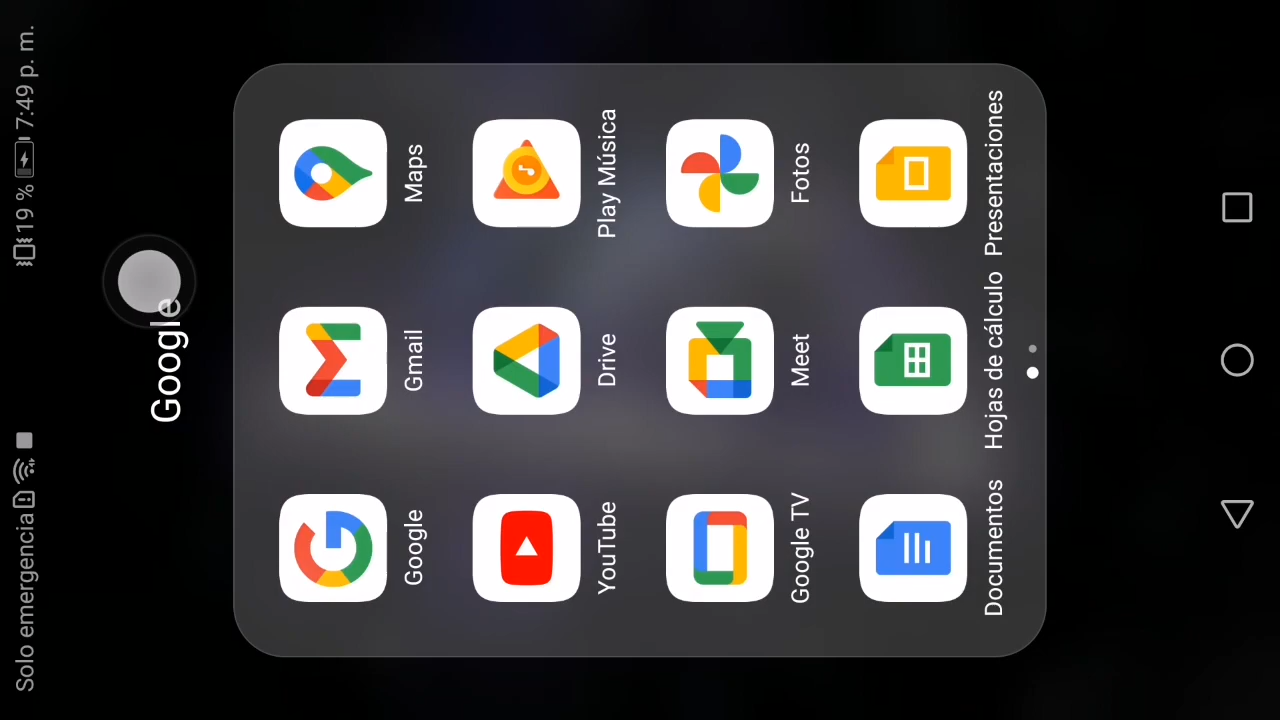 Solo emergencia 19 % 7:49 p. m.
Google
Google Gmail Maps
YouTube Drive Play Música
Google TV Meet Fotos
Documentos Hojas de cálculo Presentaciones